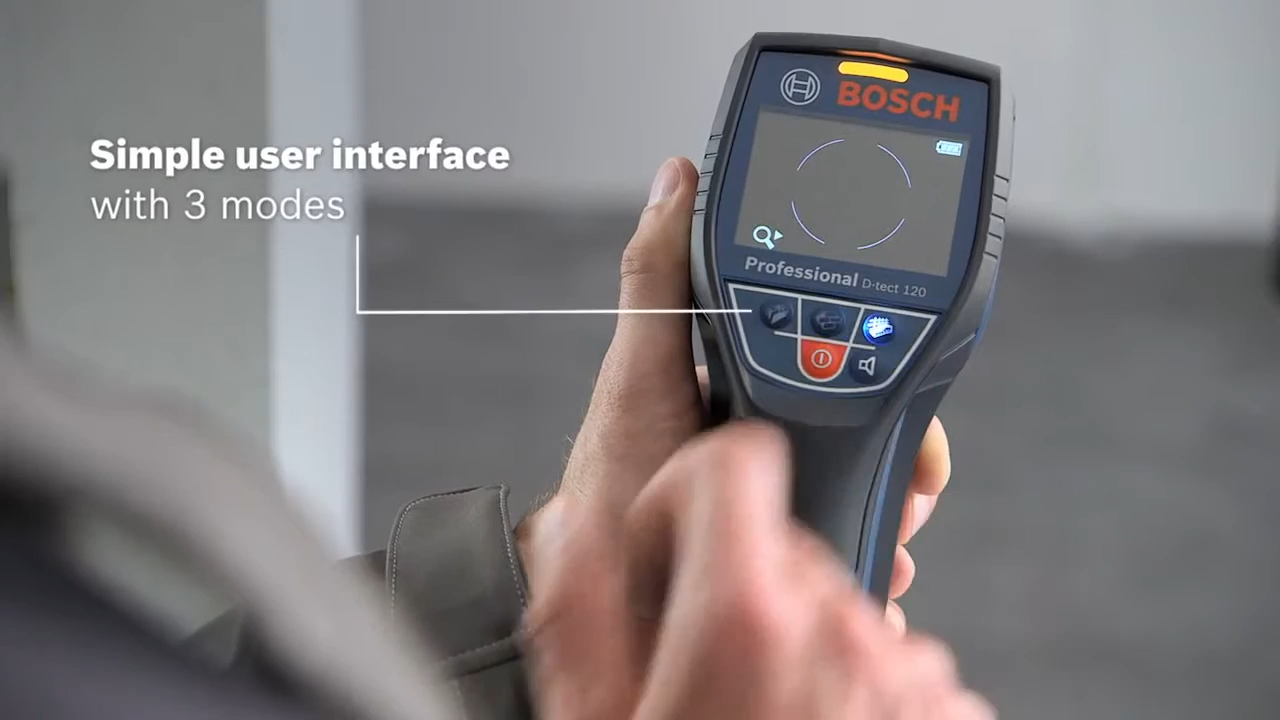 Simple user interface
with 3 modes
BOSCH
Professional D-tect 120